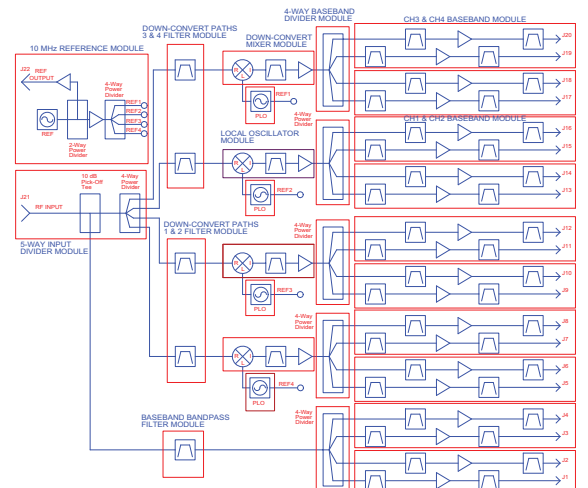 4-WAY BASEBAND
DIVIDER MODULE
CH3 & CH4 BASEBAND MODULE
DOWN-CONVERT PATHS
3 & 4 FILTER MODULE
DOWN-CONVERT
MIXER MODULE
10 MHz REFERENCE MODULE
J22
REF
OUTPUT
4-Way
Power
Divider
REF1
REF2
REF3
REF4
REF
2-Way
Power
Divider
R
I
L
PLO
REF1
4-Way
Power
Divider
J20
J19
J18
J17
CH1 & CH2 BASEBAND MODULE
LOCAL OSCILLATOR
MODULE
R
I
L
PLO
REF2
J16
J15
J14
J13
10 dB
Pick-Off
Tee
4-Way
Power
Divider
J21
RF INPUT
5-WAY INPUT
DIVIDER MODULE
DOWN-CONVERT PATHS
1 & 2 FILTER MODULE
4-Way
Power
Divider
R
I
L
PLO
REF3
J12
J11
J10
J9
4-Way
Power
Divider
R
I
L
PLO
REF4
J8
J7
J6
J5
BASEBAND BANDPASS
FILTER MODULE
4-Way
Power
Divider
J4
J3
J2
J1